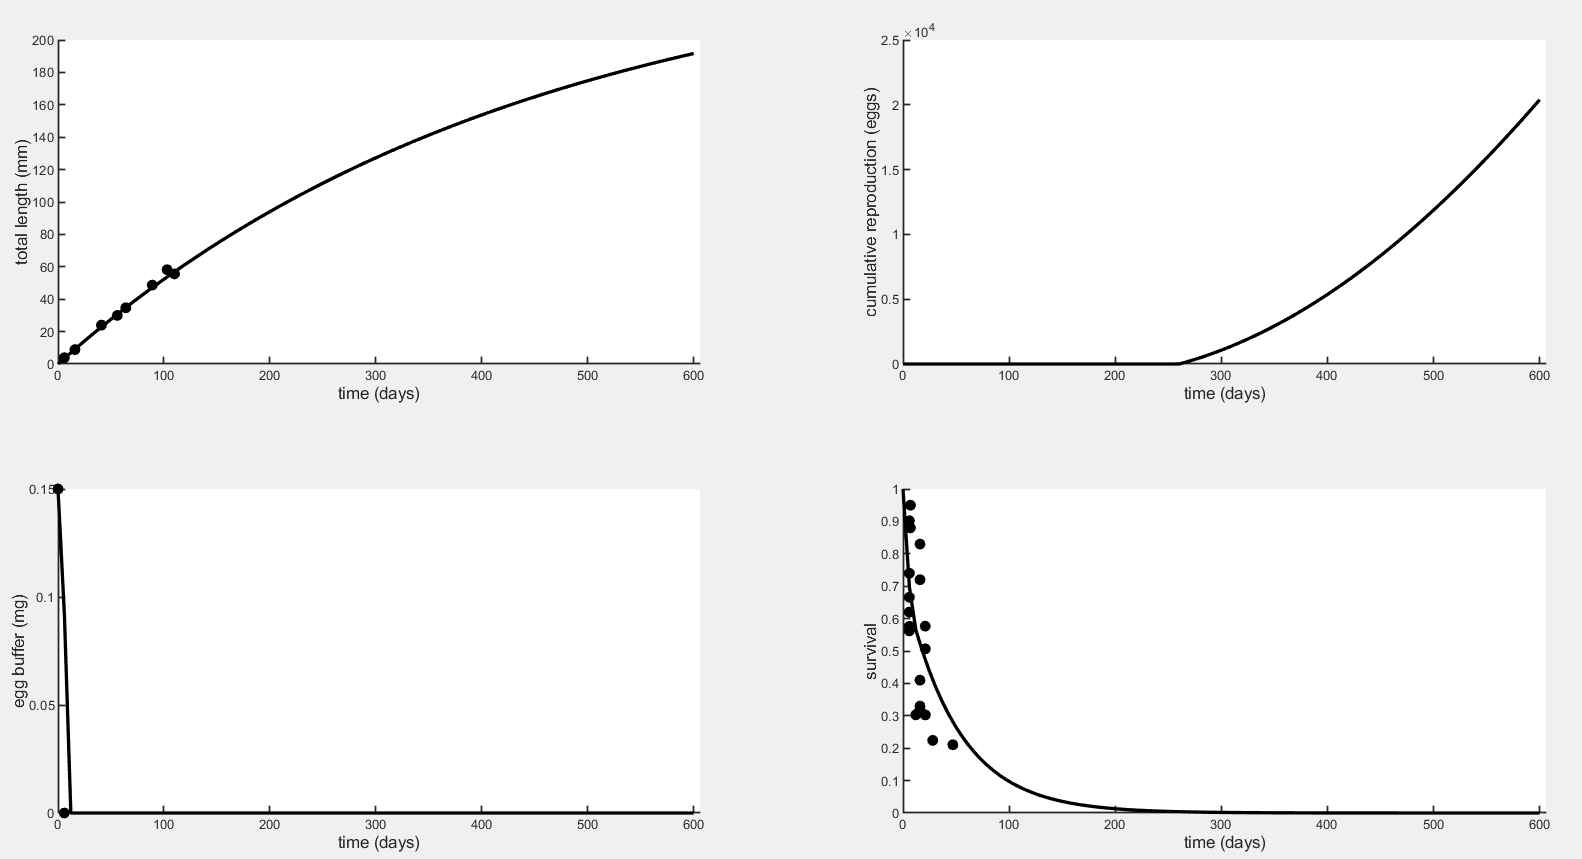 200
180
160
140
120
100
80
60
40
20
0
total length (mm)
0 100 200 300 400 500 600
time (days)
×10^4
2.5
2
1.5
1
0.5
0
cumulative reproduction (eggs)
0 100 200 300 400 500 600
time (days)
0.15
0.1
0.05
0
egg buffer (mg)
0 100 200 300 400 500 600
time (days)
1
0.9
0.8
0.7
0.6
0.5
0.4
0.3
0.2
0.1
0
survival
0 100 200 300 400 500 600
time (days)